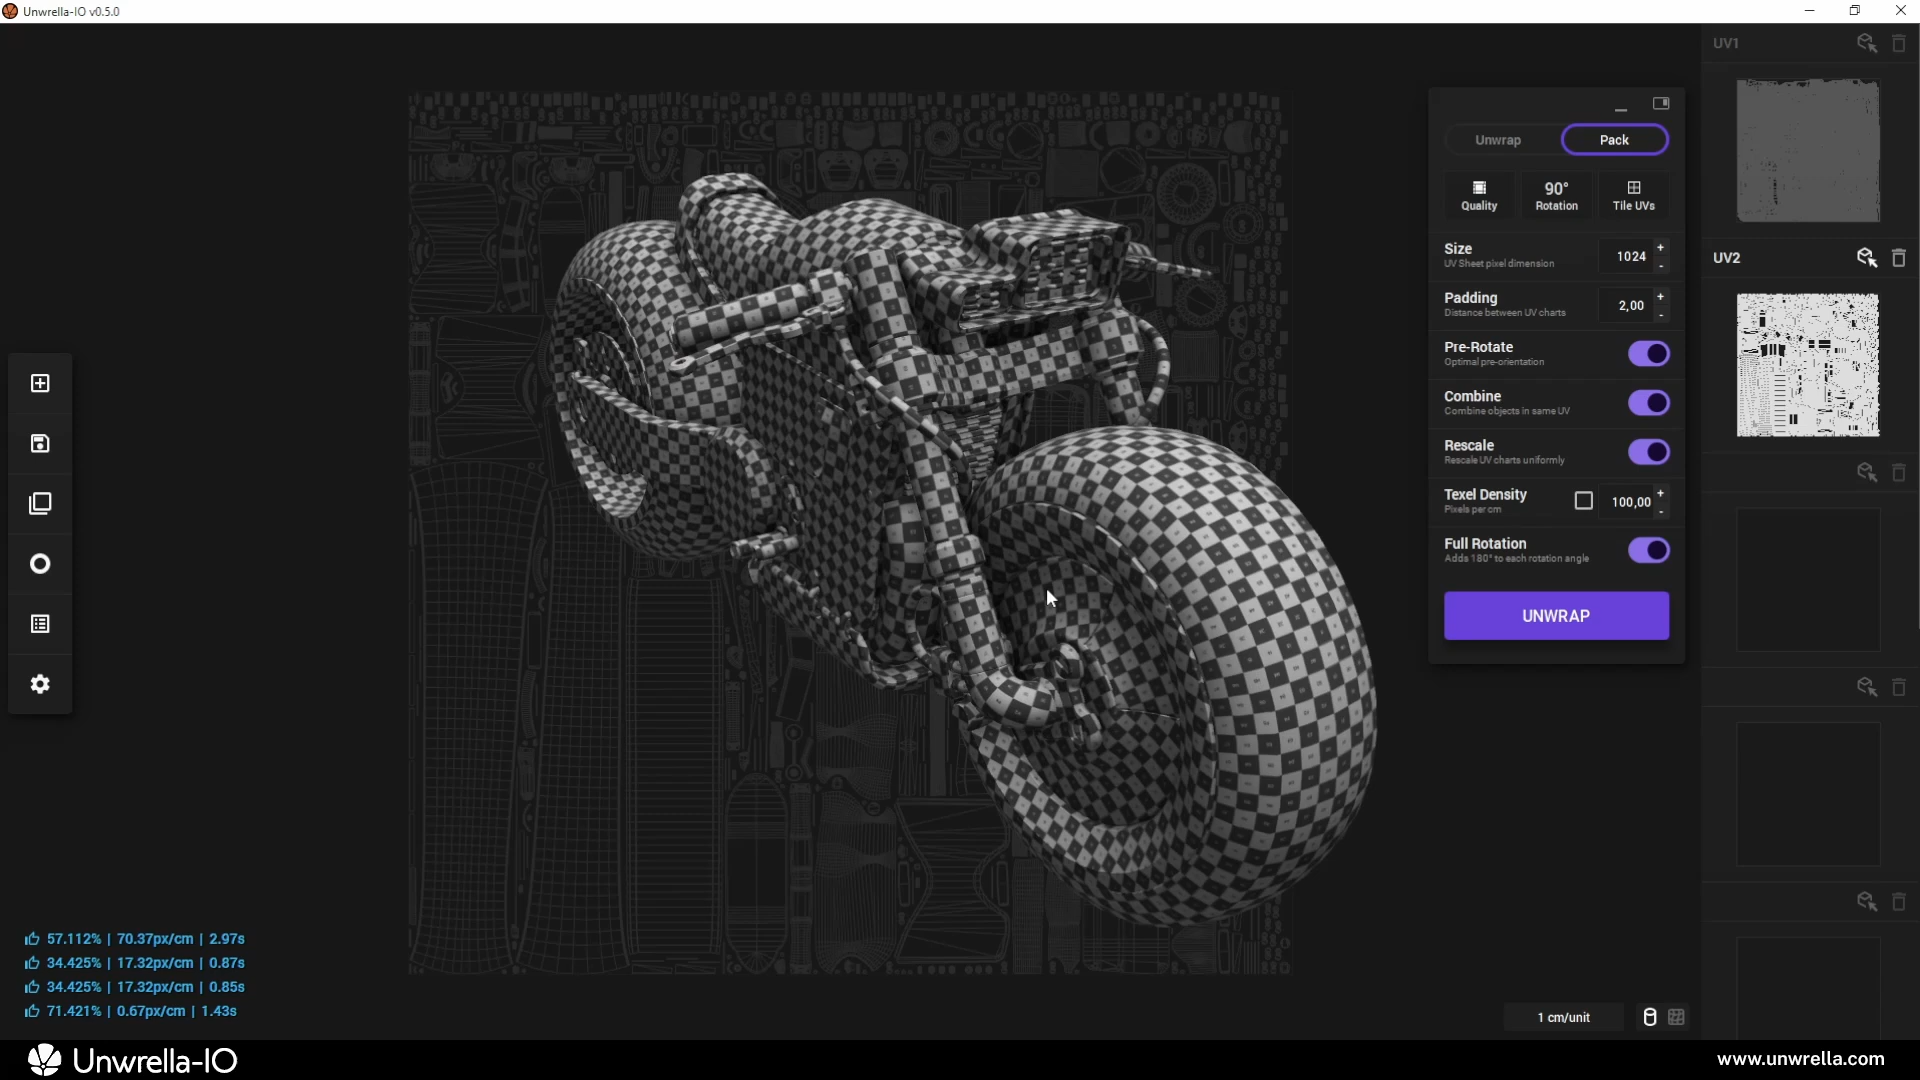 Unwrella-IO v0.5.0
UV1
Unwrap
Pack
Quality
90°
Rotation
Tile UVs
Size
UV Sheet pixel dimension
1024
+
-
UV2
Padding
Distance between UV charts
2,00
+
-
Pre-Rotate
Optimal pre-orientation
Combine
Combine objects in same UV
Rescale
Rescale UV charts uniformly
Texel Density
Pixels per cm
100,00
+
-
Full Rotation
Adds 180° to each rotation angle
UNWRAP
57.112% | 70.37px/cm | 2.97s
34.425% | 17.32px/cm | 0.87s
34.425% | 17.32px/cm | 0.85s
71.421% | 0.67px/cm | 1.43s
1 cm/unit
Unwrella-IO
www.unwrella.com